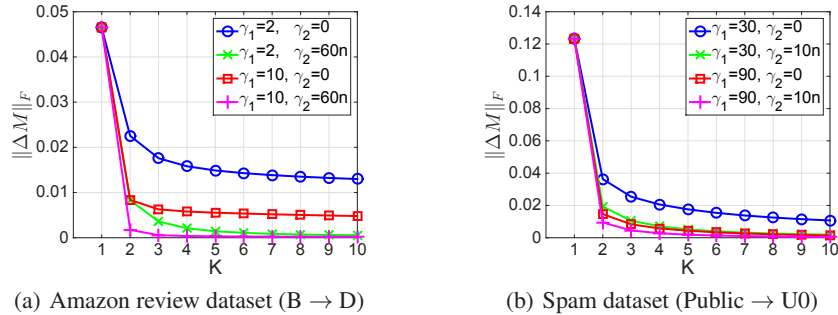 0.05
0.04
0.03
0.02
0.01
0
‖ΔM‖_F
1 2 3 4 5 6 7 8 9 10
K
γ₁=2, γ₂=0
γ₁=2, γ₂=60n
γ₁=10, γ₂=0
γ₁=10, γ₂=60n
(a) Amazon review dataset (B → D)
0.14
0.12
0.1
0.08
0.06
0.04
0.02
0
‖ΔM‖_F
1 2 3 4 5 6 7 8 9 10
K
γ₁=30, γ₂=0
γ₁=30, γ₂=10n
γ₁=90, γ₂=0
γ₁=90, γ₂=10n
(b) Spam dataset (Public → U0)